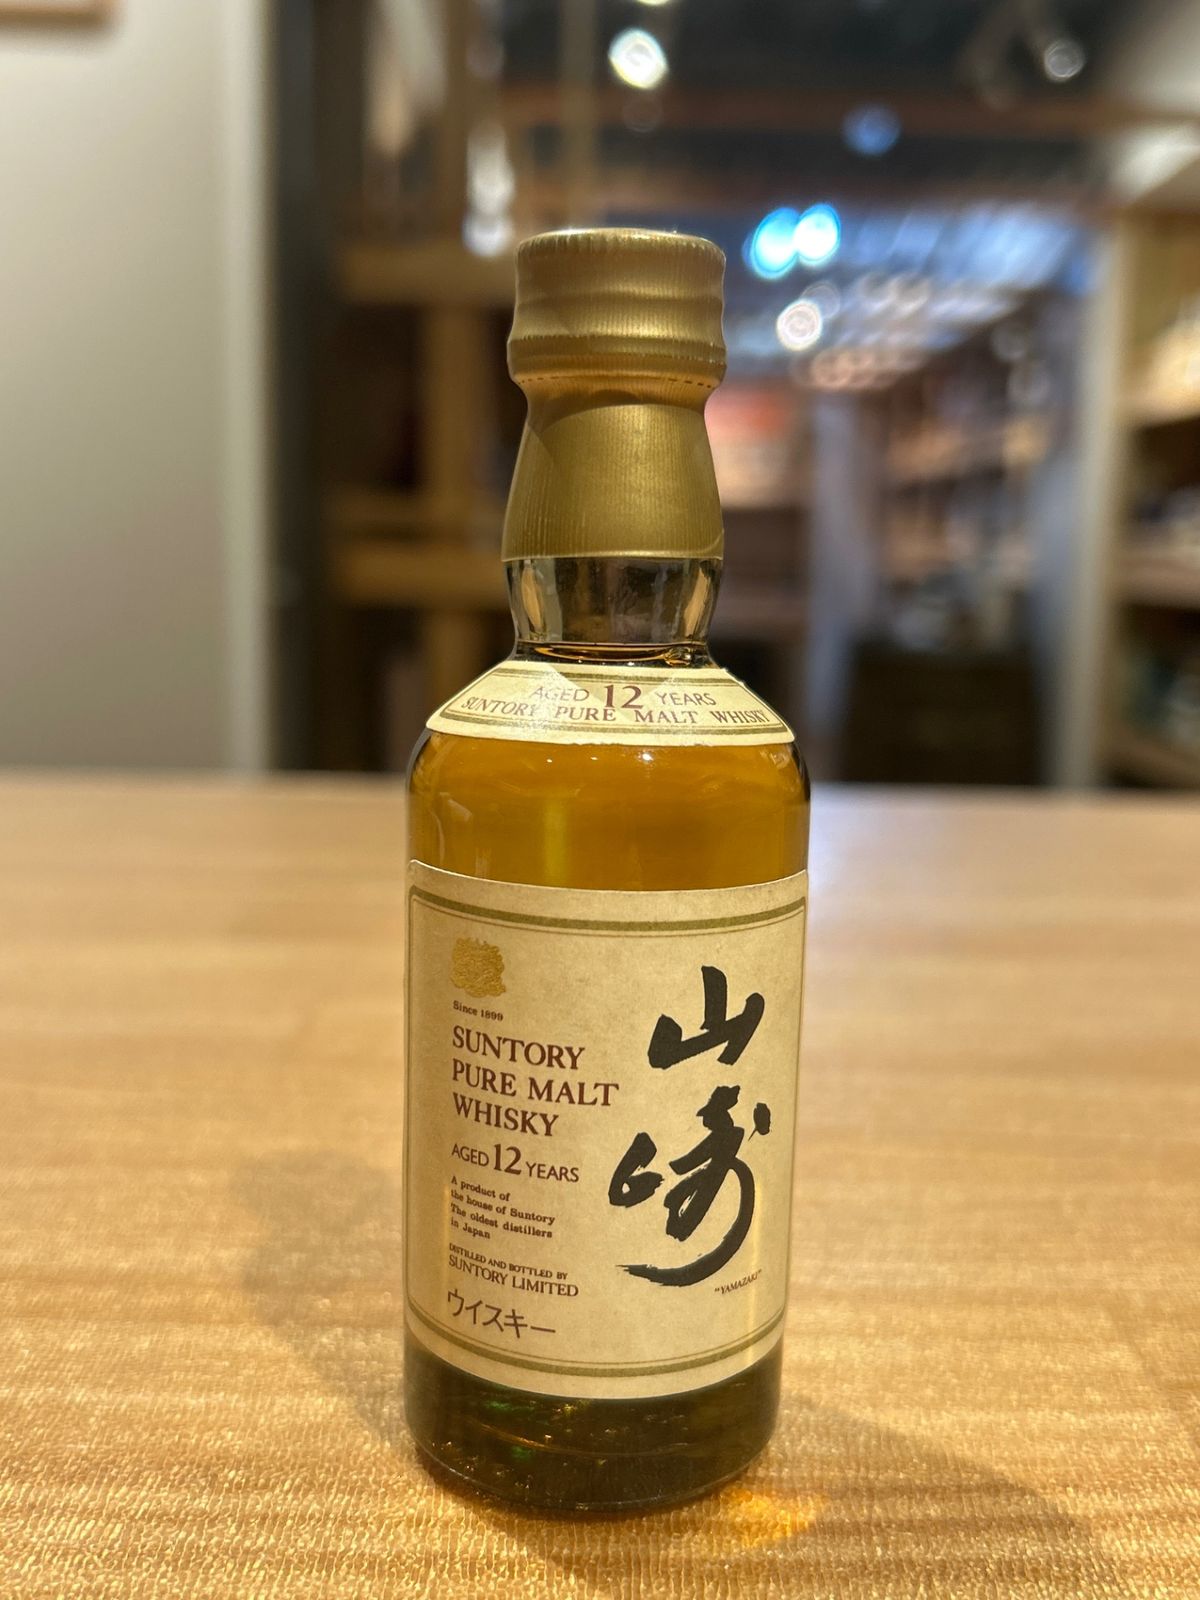 AGED 12 YEARS
SUNTORY PURE MALT WHISKY
Since 1899
SUNTORY
PURE MALT
WHISKY
AGED 12 YEARS
A product of
the house of Suntory
The oldest distillers
in Japan
DISTILLED AND BOTTLED BY
SUNTORY LIMITED
ウイスキー
山崎
"YAMAZAKI"